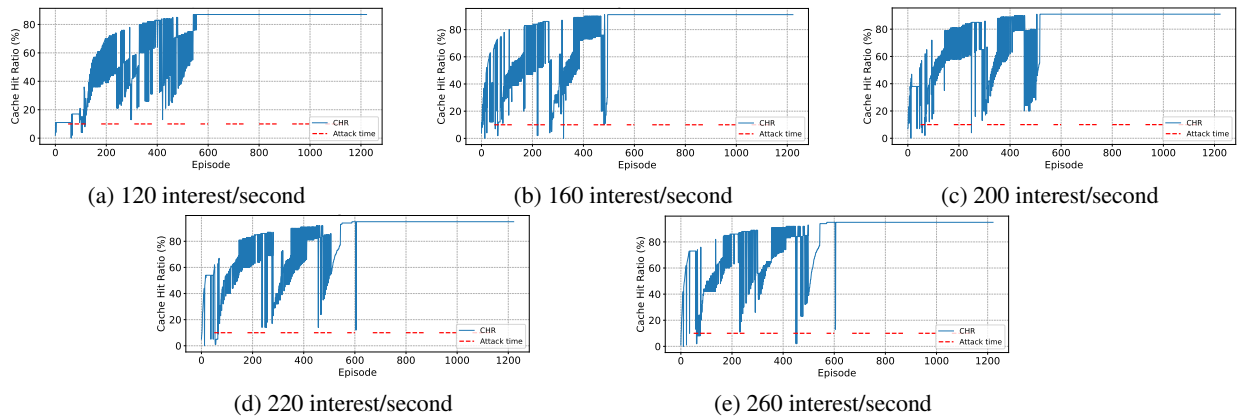 Cache Hit Ratio (%)
80
60
40
20
0
0 200 400 600 800 1000 1200
Episode
CHR
Attack time
(a) 120 interest/second
Cache Hit Ratio (%)
80
60
40
20
0
0 200 400 600 800 1000 1200
Episode
CHR
Attack time
(b) 160 interest/second
Cache Hit Ratio (%)
80
60
40
20
0
0 200 400 600 800 1000 1200
Episode
CHR
Attack time
(c) 200 interest/second
Cache Hit Ratio (%)
80
60
40
20
0
0 200 400 600 800 1000 1200
Episode
CHR
Attack time
(d) 220 interest/second
Cache Hit Ratio (%)
80
60
40
20
0
0 200 400 600 800 1000 1200
Episode
CHR
Attack time
(e) 260 interest/second